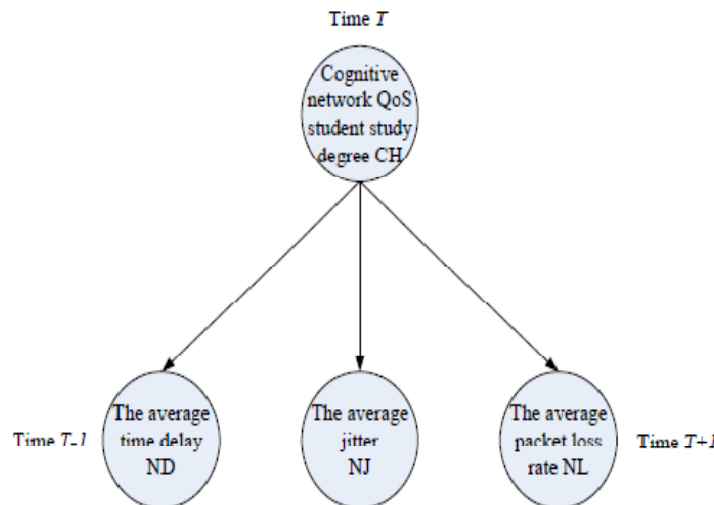 Time T
Cognitive
network QoS
student study
degree CH
Time T-1
The average
time delay
ND
The average
jitter
NJ
The average
packet loss
rate NL
Time T+1